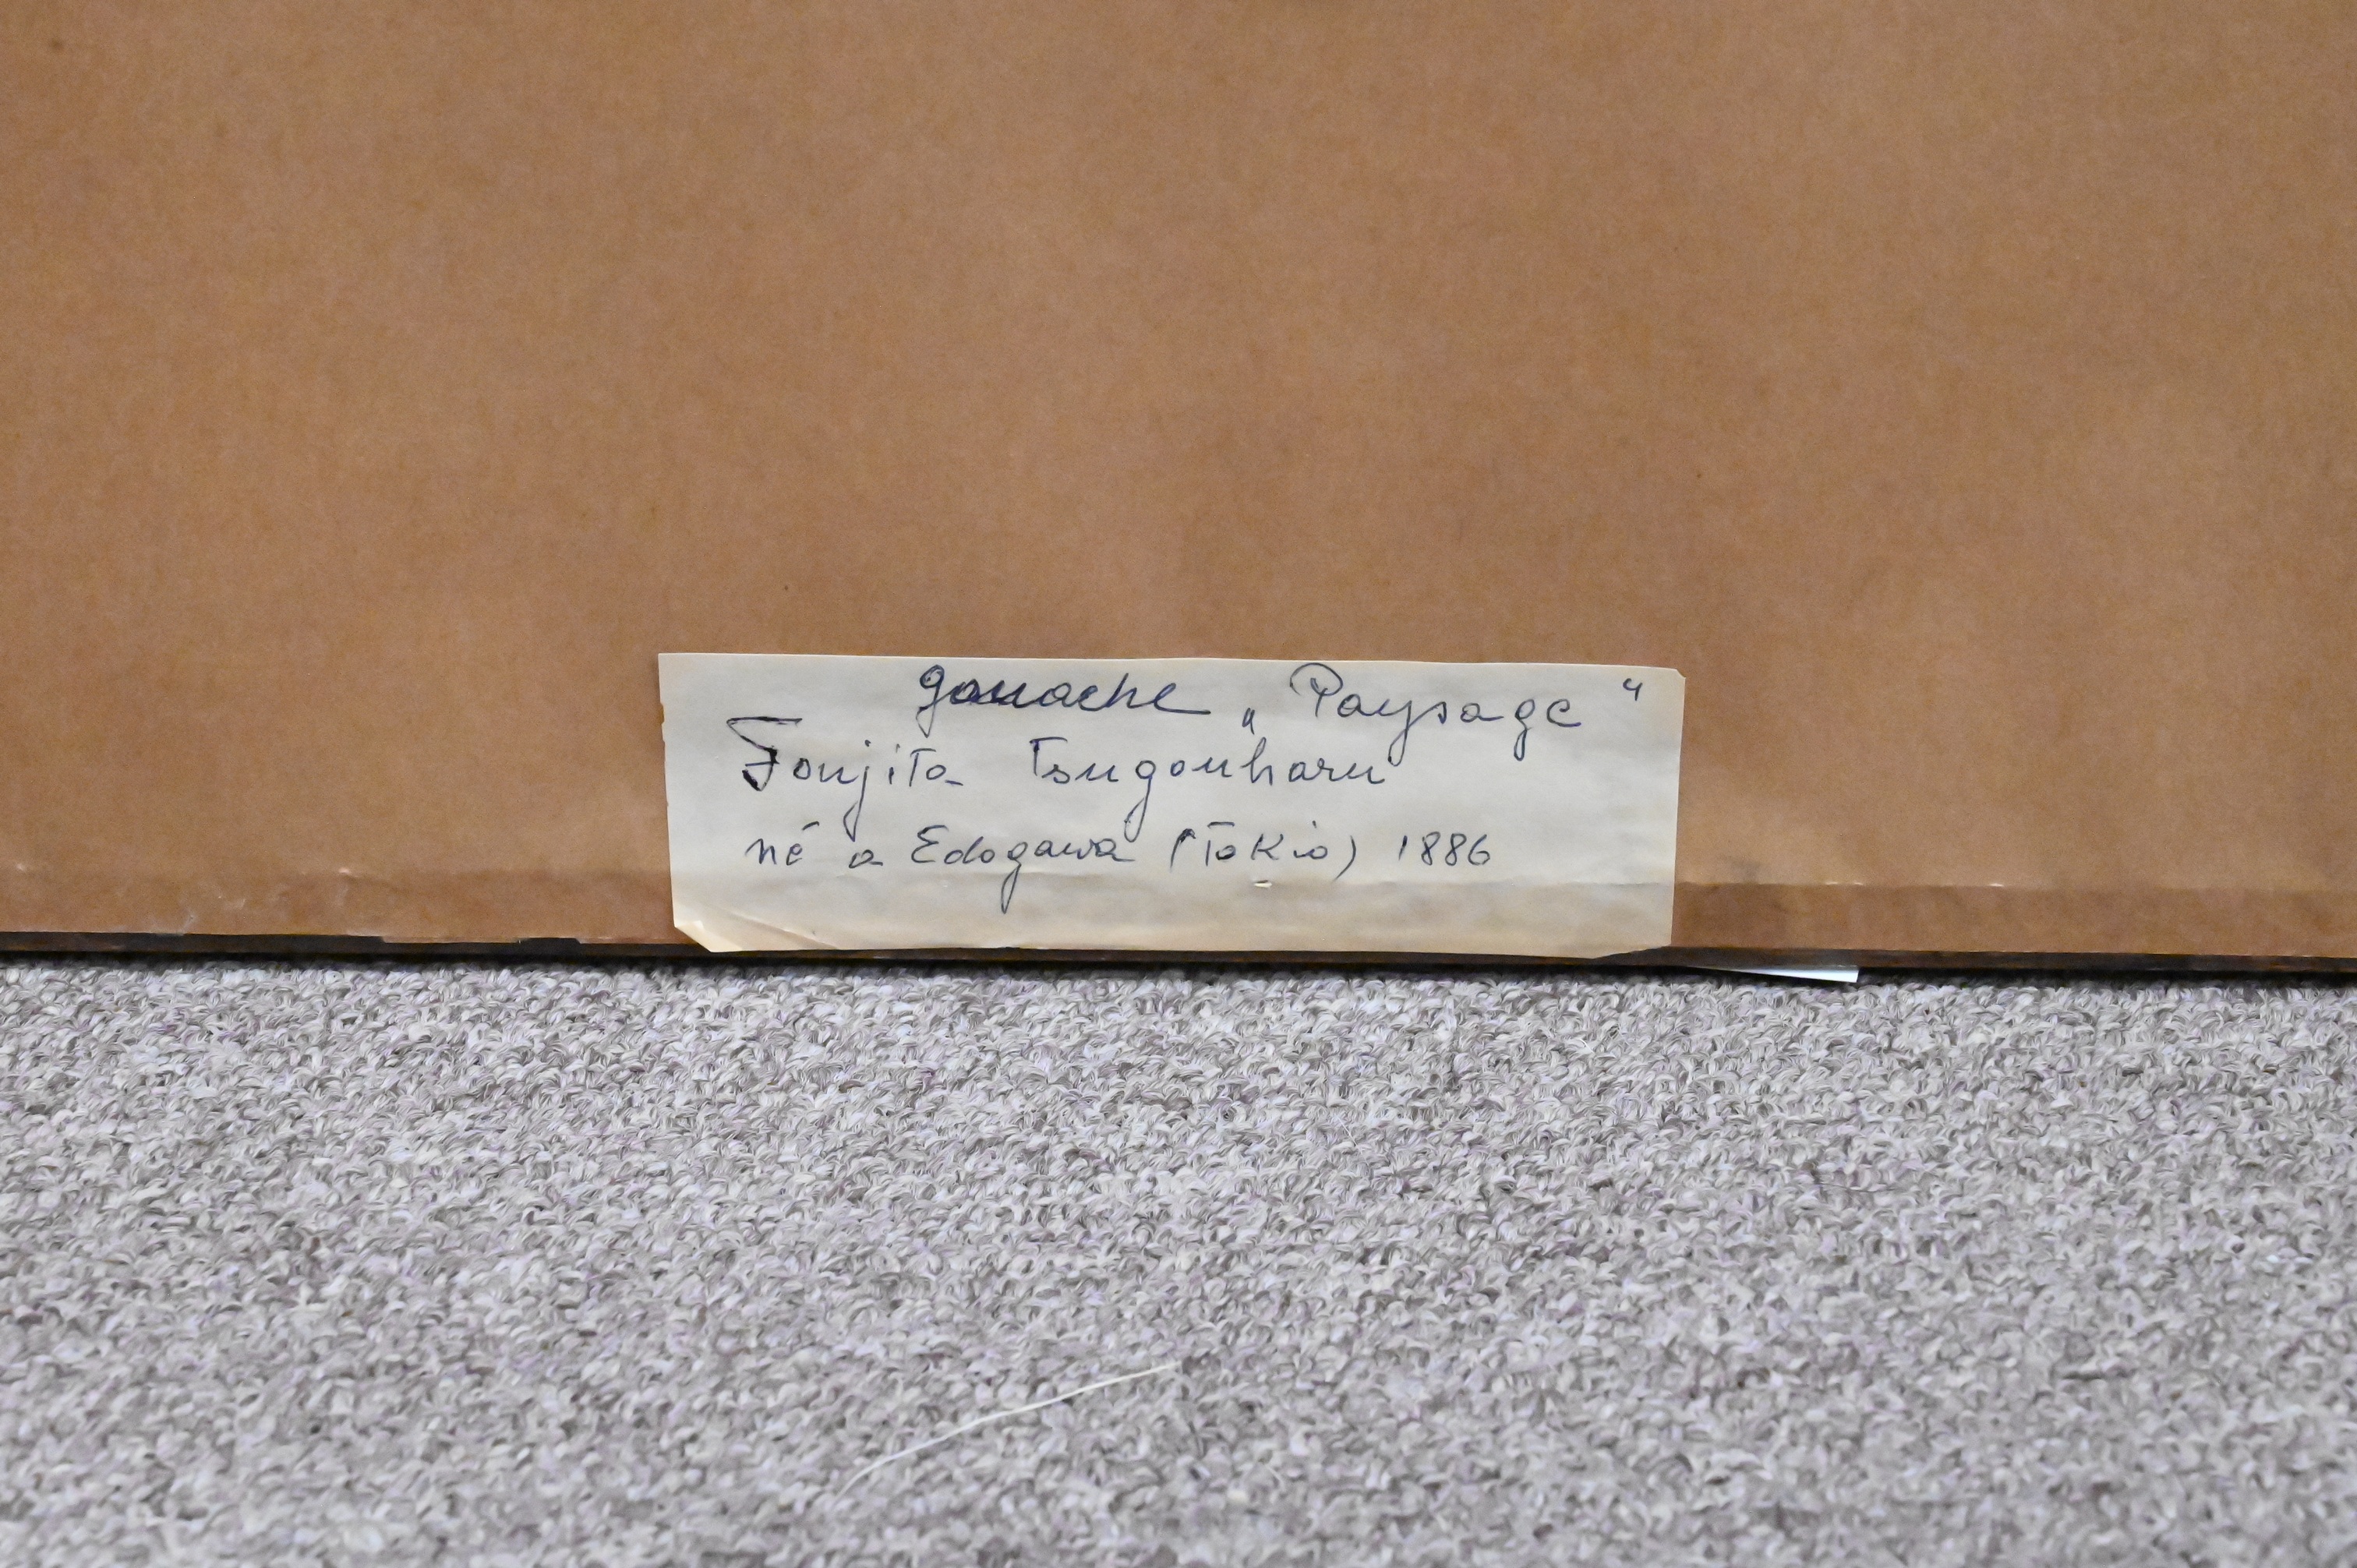 gouache „Paysage“
Foujita Tsugouharu
né a Edogawa (Tokio) 1886